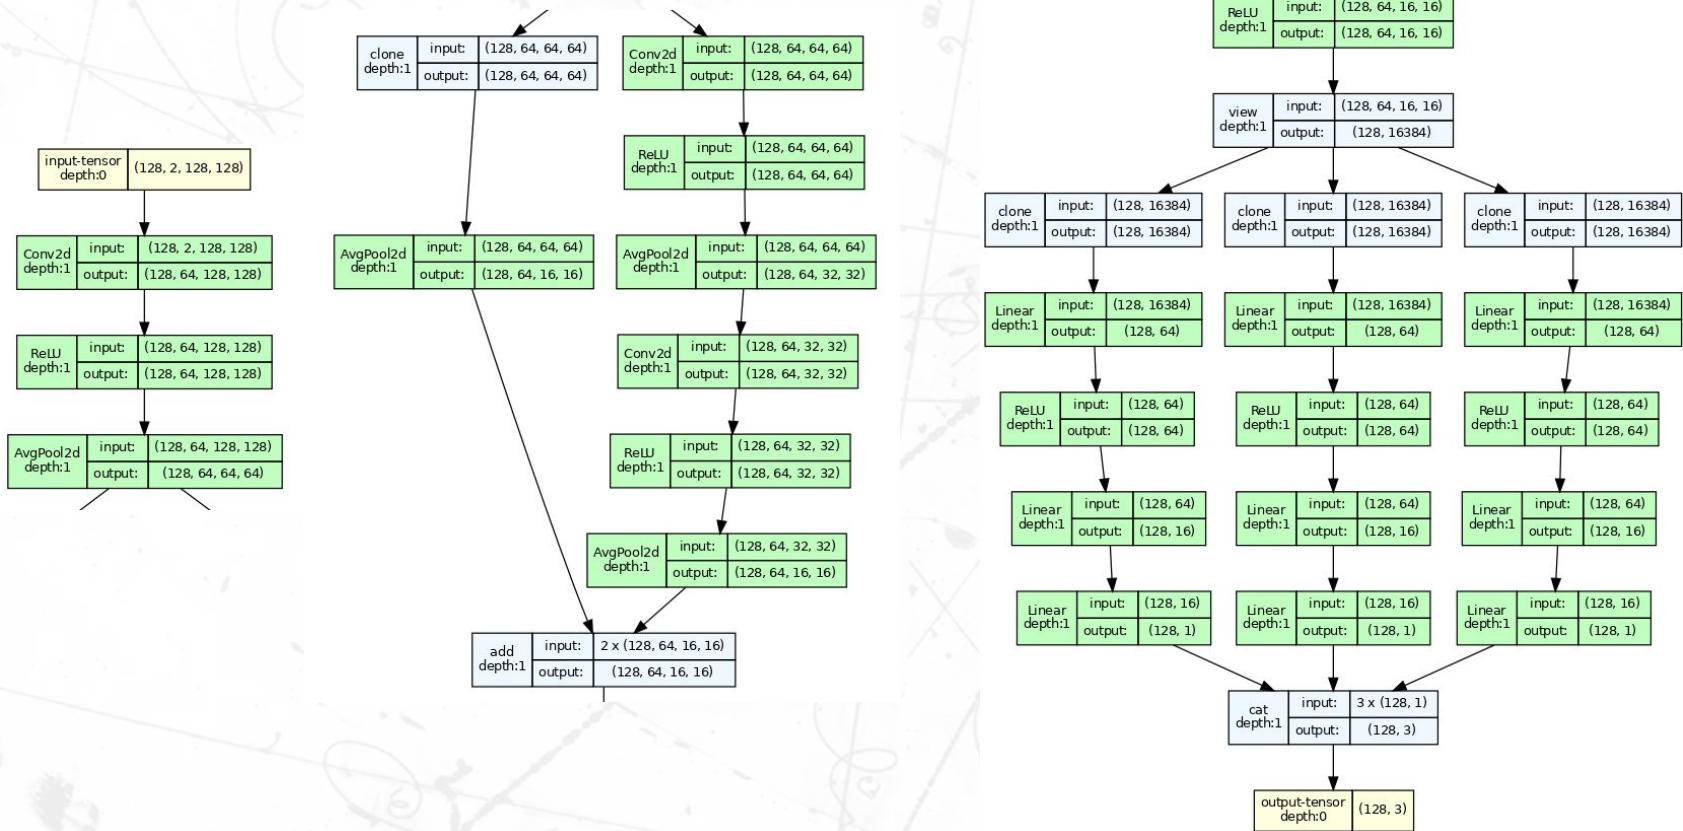 input-tensor
depth:0
(128, 2, 128, 128)
Conv2d
depth:1
input: (128, 2, 128, 128)
output: (128, 64, 128, 128)
ReLU
depth:1
input: (128, 64, 128, 128)
output: (128, 64, 128, 128)
AvgPool2d
depth:1
input: (128, 64, 128, 128)
output: (128, 64, 64, 64)
clone
depth:1
input: (128, 64, 64, 64)
output: (128, 64, 64, 64)
Conv2d
depth:1
input: (128, 64, 64, 64)
output: (128, 64, 64, 64)
ReLU
depth:1
input: (128, 64, 64, 64)
output: (128, 64, 64, 64)
AvgPool2d
depth:1
input: (128, 64, 64, 64)
output: (128, 64, 16, 16)
AvgPool2d
depth:1
input: (128, 64, 64, 64)
output: (128, 64, 32, 32)
Conv2d
depth:1
input: (128, 64, 32, 32)
output: (128, 64, 32, 32)
ReLU
depth:1
input: (128, 64, 32, 32)
output: (128, 64, 32, 32)
AvgPool2d
depth:1
input: (128, 64, 32, 32)
output: (128, 64, 16, 16)
add
depth:1
input: 2 x (128, 64, 16, 16)
output: (128, 64, 16, 16)
ReLU
depth:1
input: (128, 64, 16, 16)
output: (128, 64, 16, 16)
view
depth:1
input: (128, 64, 16, 16)
output: (128, 16384)
clone
depth:1
input: (128, 16384)
output: (128, 16384)
clone
depth:1
input: (128, 16384)
output: (128, 16384)
clone
depth:1
input: (128, 16384)
output: (128, 16384)
Linear
depth:1
input: (128, 16384)
output: (128, 64)
Linear
depth:1
input: (128, 16384)
output: (128, 64)
Linear
depth:1
input: (128, 16384)
output: (128, 64)
ReLU
depth:1
input: (128, 64)
output: (128, 64)
ReLU
depth:1
input: (128, 64)
output: (128, 64)
ReLU
depth:1
input: (128, 64)
output: (128, 64)
Linear
depth:1
input: (128, 64)
output: (128, 16)
Linear
depth:1
input: (128, 64)
output: (128, 16)
Linear
depth:1
input: (128, 64)
output: (128, 16)
Linear
depth:1
input: (128, 16)
output: (128, 1)
Linear
depth:1
input: (128, 16)
output: (128, 1)
Linear
depth:1
input: (128, 16)
output: (128, 1)
cat
depth:1
input: 3 x (128, 1)
output: (128, 3)
output-tensor
depth:0
(128, 3)